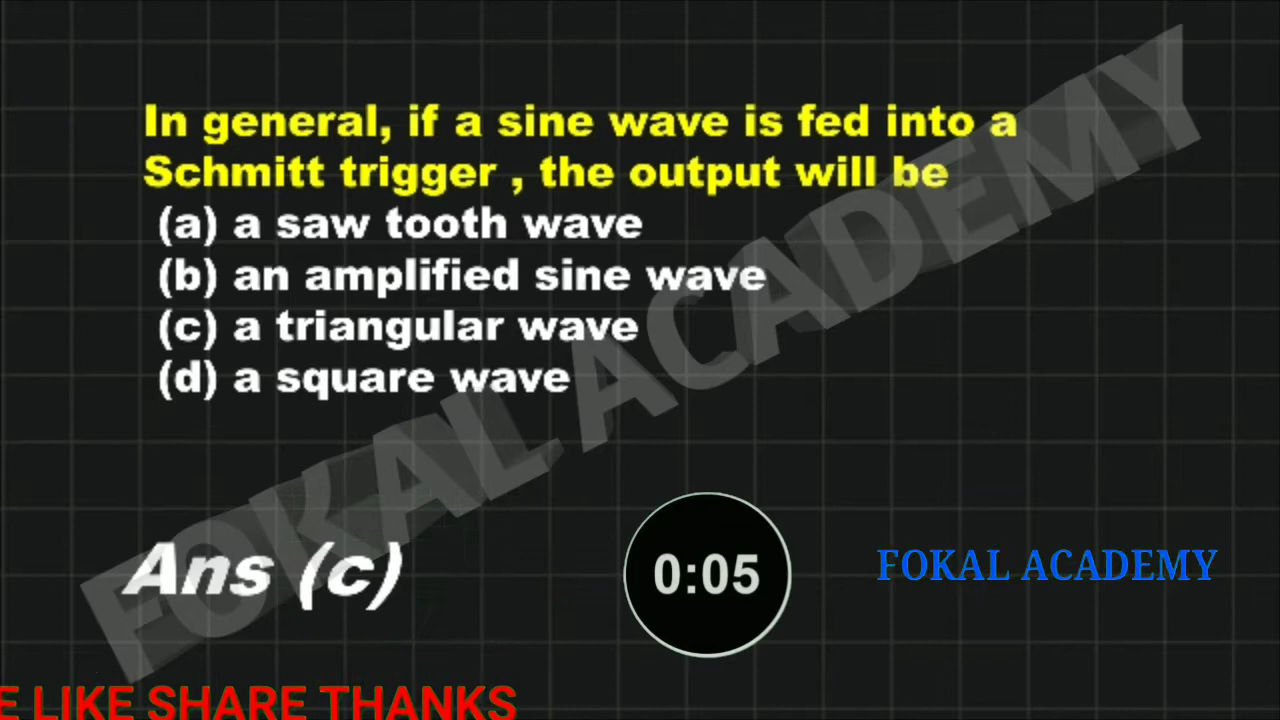 In general, if a sine wave is fed into a
Schmitt trigger , the output will be
(a) a saw tooth wave
(b) an amplified sine wave
(c) a triangular wave
(d) a square wave
FOKAL ACADEMY
Ans (c)
0:05
FOKAL ACADEMY
E LIKE SHARE THANKS